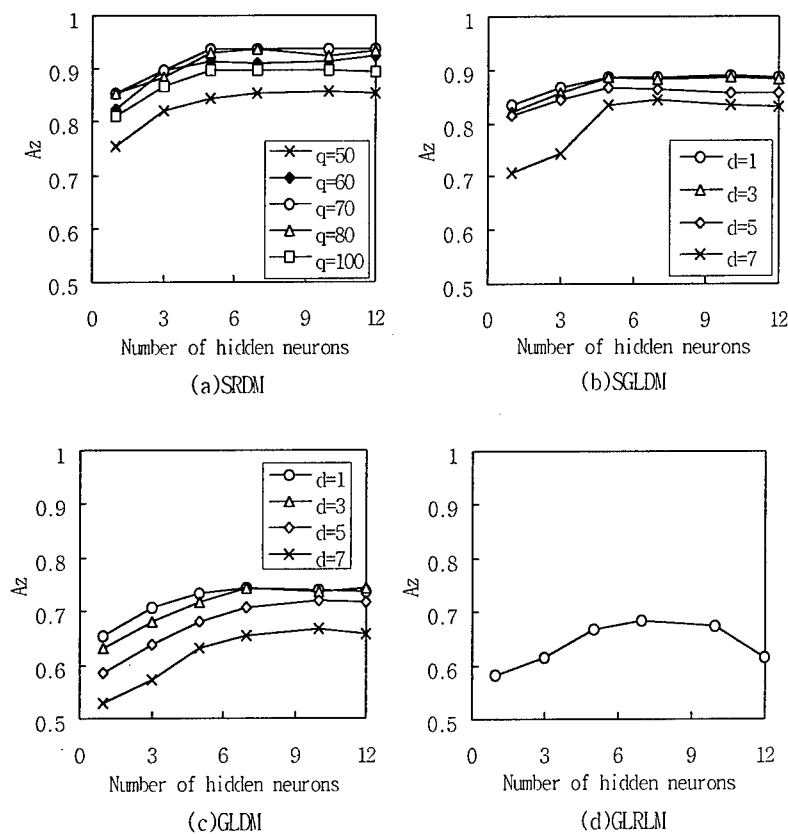 1
0.9
0.8
0.7
0.6
0.5
Az
q=50
q=60
q=70
q=80
q=100
0 3 6 9 12
Number of hidden neurons
(a)SRDM
1
0.9
0.8
0.7
0.6
0.5
Az
d=1
d=3
d=5
d=7
0 3 6 9 12
Number of hidden neurons
(b)SGLDM
1
0.9
0.8
0.7
0.6
0.5
Az
d=1
d=3
d=5
d=7
0 3 6 9 12
Number of hidden neurons
(c)GLDM
1
0.9
0.8
0.7
0.6
0.5
Az
0 3 6 9 12
Number of hidden neurons
(d)GLRLM